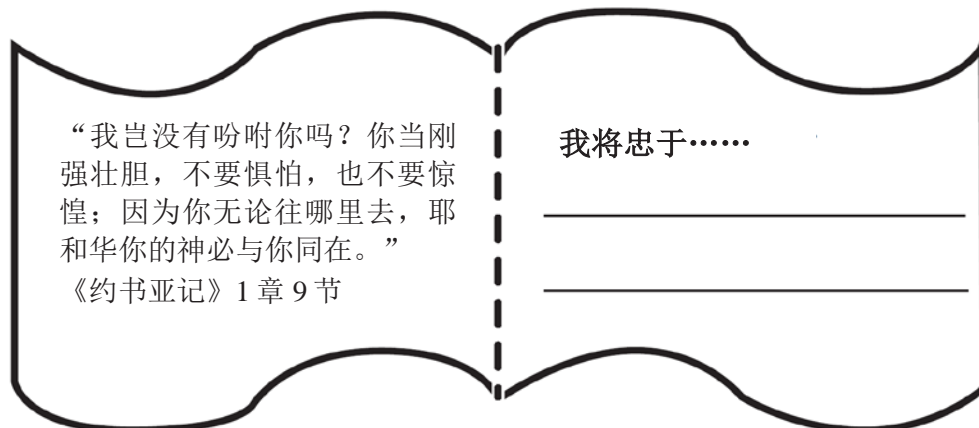 “我岂没有吩咐你吗？你当刚
强壮胆，不要惧怕，也不要惊
惶；因为你无论往哪里去，耶
和华你的神必与你同在。”
《约书亚记》1 章 9 节
我将忠于……